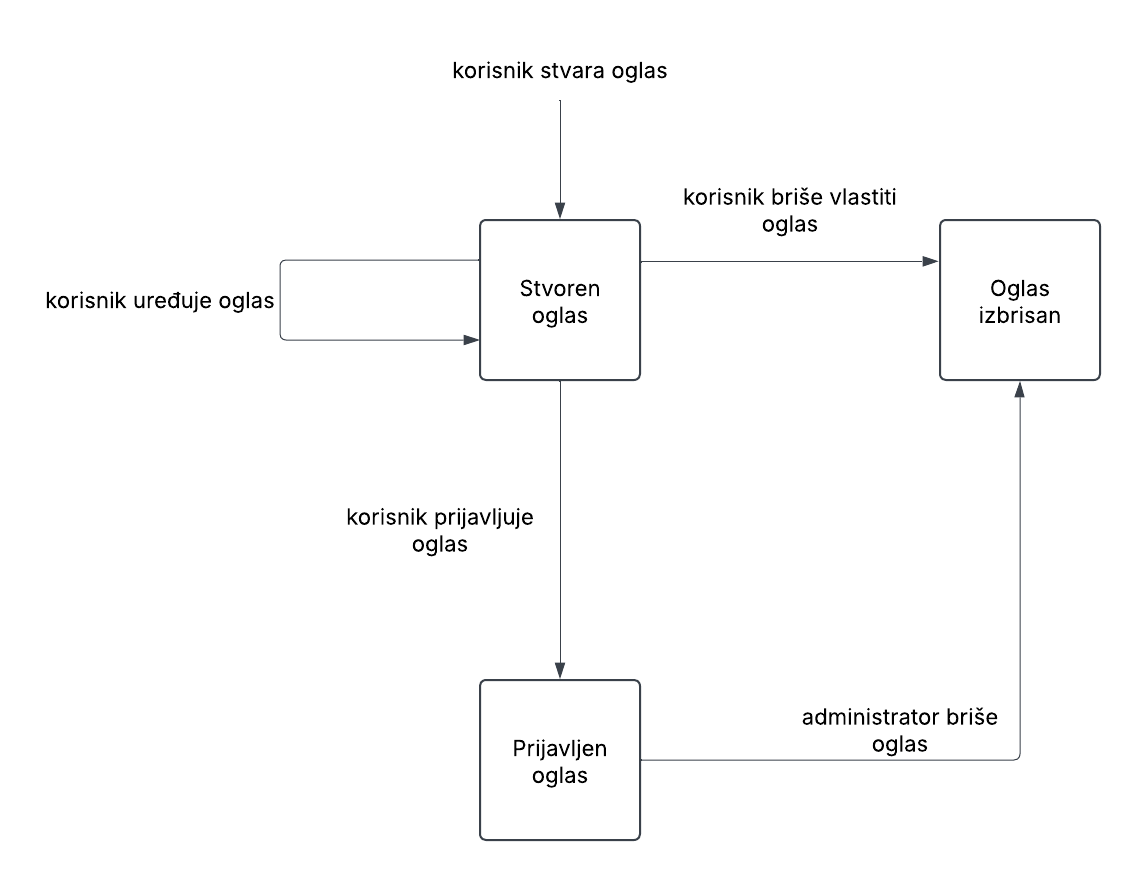 korisnik stvara oglas
korisnik briše vlastiti
oglas
korisnik uređuje oglas
Stvoren
oglas
Oglas
izbrisan
korisnik prijavljuje
oglas
administrator briše
oglas
Prijavljen
oglas